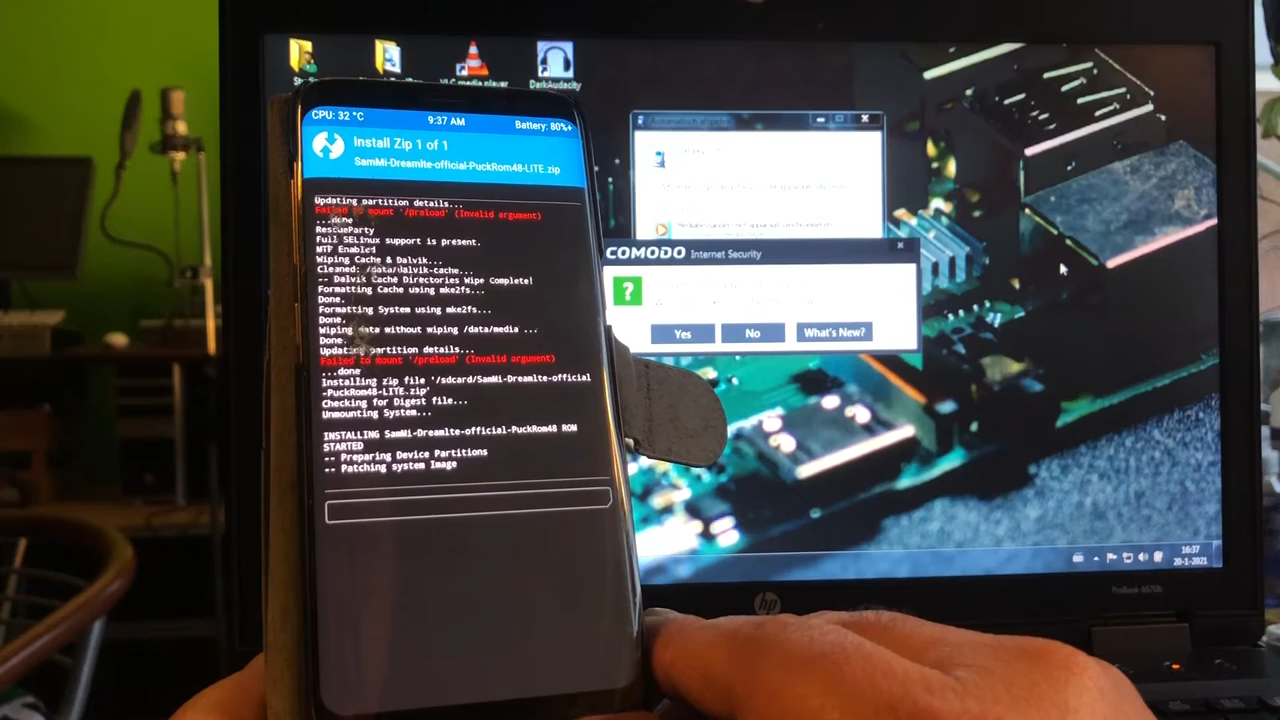 VLC media player
DarkAudacity
CPU: 32 °C
9:37 AM
Battery: 80%+
Install Zip 1 of 1
SamMi-Dreamlte-official-PuckRom48-LITE.zip
Updating partition details...
Failed to mount '/preload' (Invalid argument)
...done
RescueParty
Full SELinux support is present.
MTP Enabled
Wiping Cache & Dalvik...
Cleaned: /data/dalvik-cache...
-- Dalvik Cache Directories Wipe Complete!
Formatting Cache using mke2fs...
Done.
Formatting System using mke2fs...
Done.
Wiping data without wiping /data/media ...
Done.
Updating partition details...
Failed to mount '/preload' (Invalid argument)
...done
Installing zip file '/sdcard/SamMi-Dreamlte-official
-PuckRom48-LITE.zip'
Checking for Digest file...
Unmounting System...
INSTALLING SamMi-Dreamlte-official-PuckRom48 ROM
STARTED
-- Preparing Device Partitions
-- Patching system Image
COMODO Internet Security
?
Yes
No
What's New?
16:37
20-1-2021
hp
ProBook 6570b